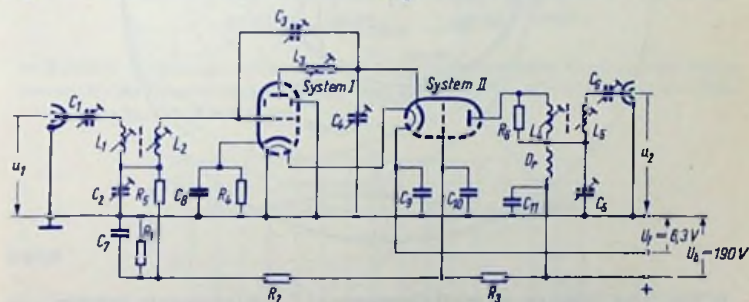 C3
L3
System I
System II
C1
C6
L1
L2
C4
R6
L4
L5
u1
u2
Dr
C2
R5
C8
R4
C9
C10
C11
C5
C7
R1
Uf = 6,3 V
Ub = 190V
R2
R3
+